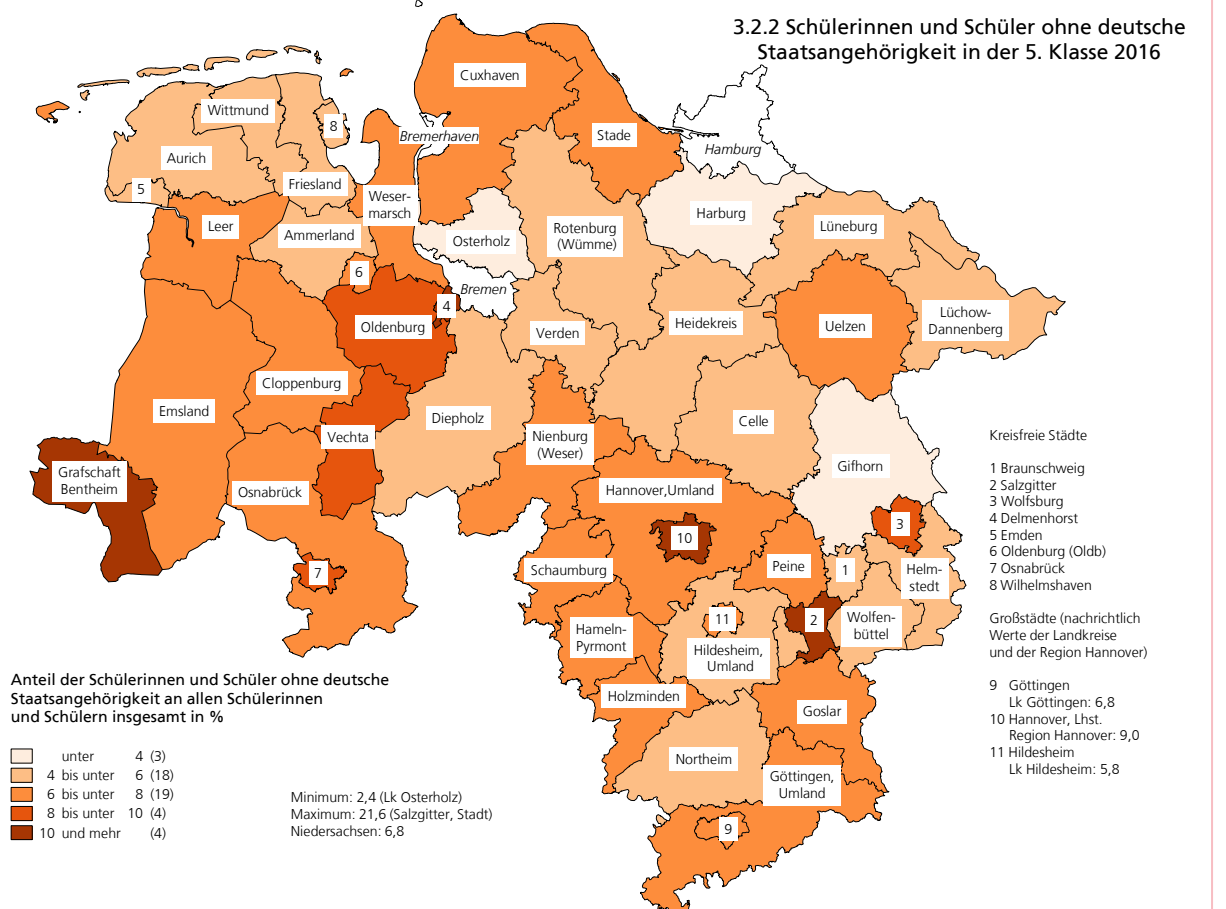 3.2.2 Schülerinnen und Schüler ohne deutsche
Staatsangehörigkeit in der 5. Klasse 2016
Cuxhaven
Wittmund
8
Bremerhaven
Stade
Hamburg
Aurich
5
Friesland
Weser-
marsch
Harburg
Leer
Ammerland
Osterholz
Rotenburg
(Wümme)
Lüneburg
6
Bremen
4
Oldenburg
Verden
Heidekreis
Uelzen
Lüchow-
Dannenberg
Cloppenburg
Emsland
Diepholz
Celle
Vechta
Nienburg
(Weser)
Gifhorn
Grafschaft
Bentheim
Osnabrück
Hannover,Umland
3
10
7
Schaumburg
Peine
1
Helm-
stedt
11
2
Wolfen-
büttel
Hameln-
Pyrmont
Hildesheim,
Umland
Holzminden
Goslar
Northeim
Göttingen,
Umland
9
Kreisfreie Städte
1 Braunschweig
2 Salzgitter
3 Wolfsburg
4 Delmenhorst
5 Emden
6 Oldenburg (Oldb)
7 Osnabrück
8 Wilhelmshaven
Großstädte (nachrichtlich
Werte der Landkreise
und der Region Hannover)
9 Göttingen
Lk Göttingen: 6,8
10 Hannover, Lhst.
Region Hannover: 9,0
11 Hildesheim
Lk Hildesheim: 5,8
Anteil der Schülerinnen und Schüler ohne deutsche
Staatsangehörigkeit an allen Schülerinnen
und Schülern insgesamt in %
unter 4 (3)
4 bis unter 6 (18)
6 bis unter 8 (19)
8 bis unter 10 (4)
10 und mehr (4)
Minimum: 2,4 (Lk Osterholz)
Maximum: 21,6 (Salzgitter, Stadt)
Niedersachsen: 6,8